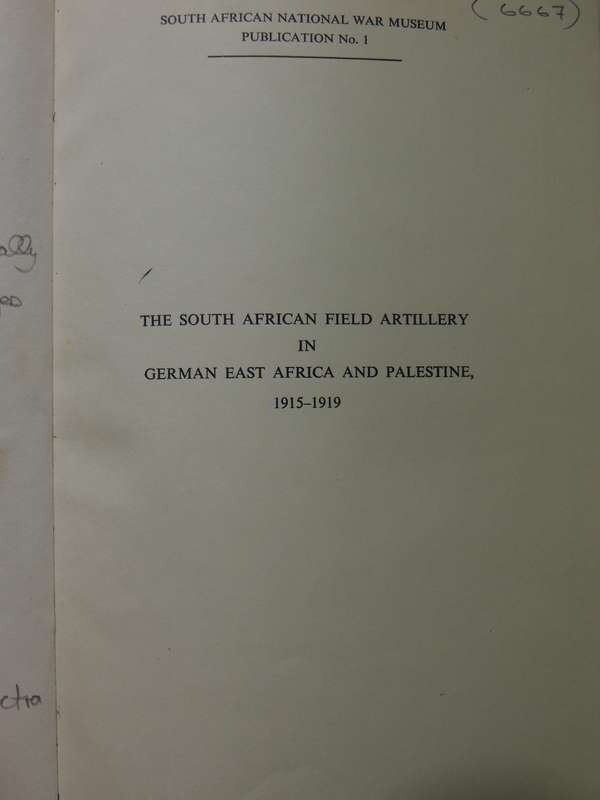 SOUTH AFRICAN NATIONAL WAR MUSEUM
PUBLICATION No. 1
(6667)
THE SOUTH AFRICAN FIELD ARTILLERY
IN
GERMAN EAST AFRICA AND PALESTINE,
1915–1919